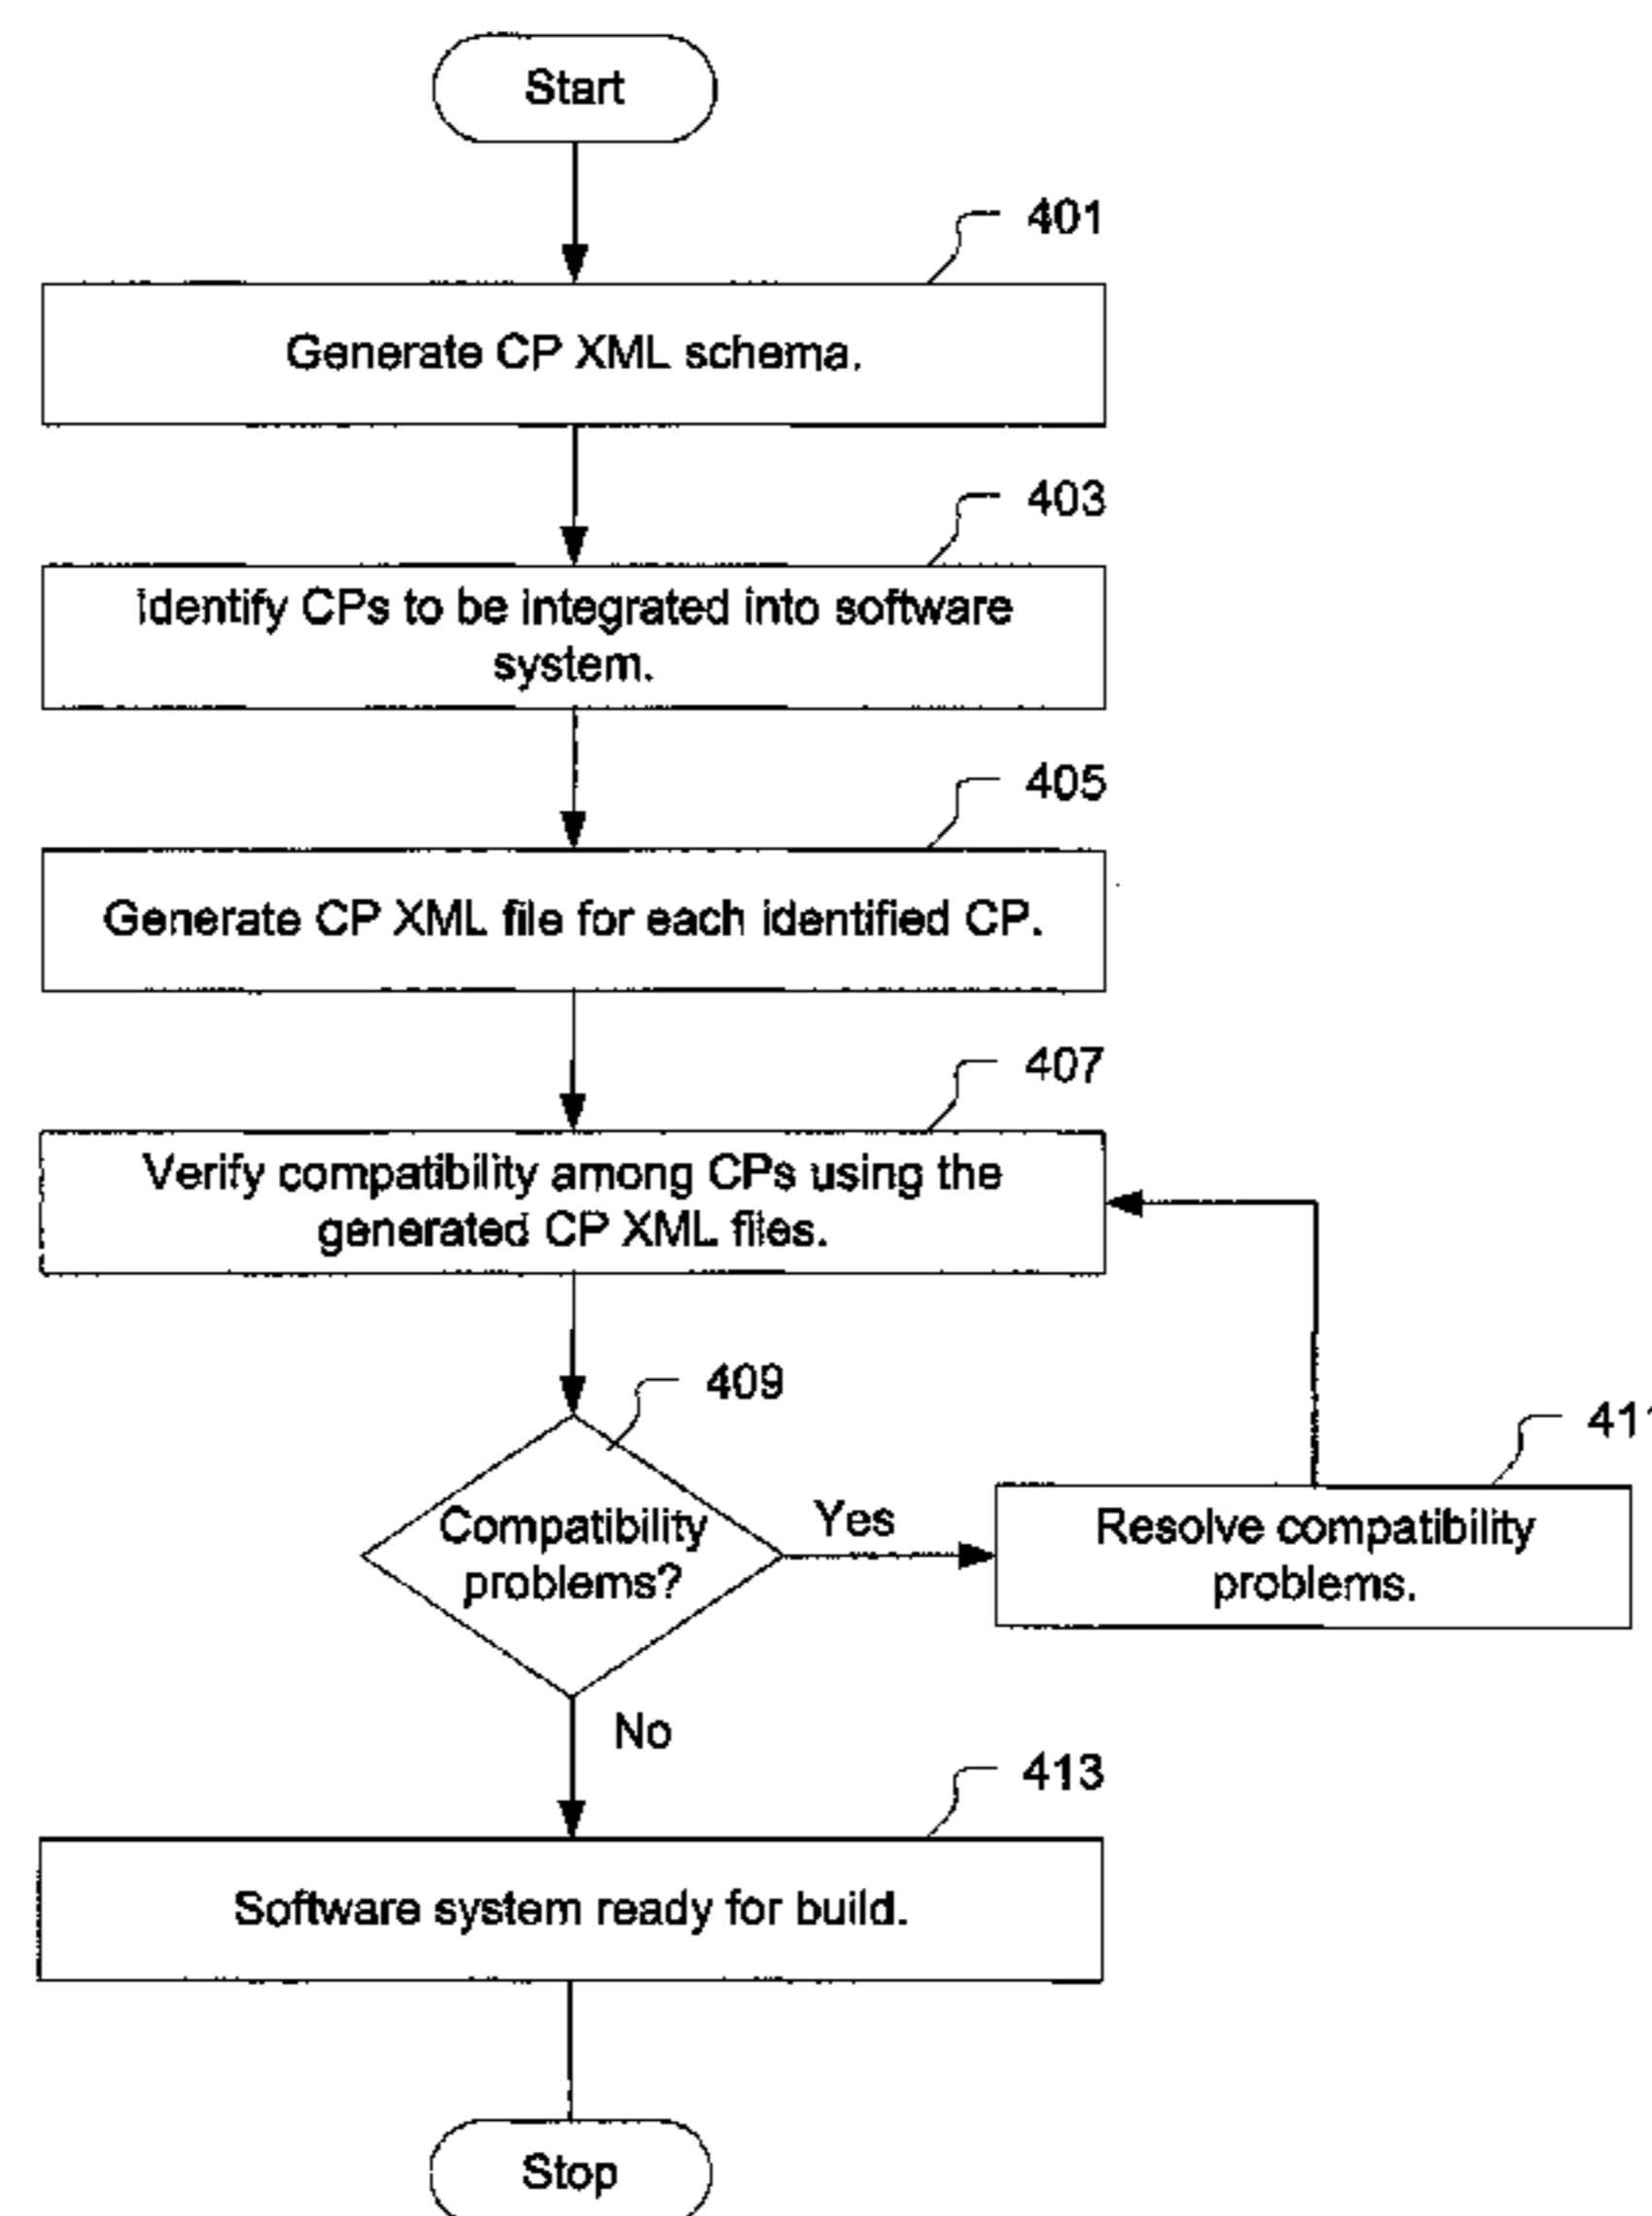 Start
401
Generate CP XML schema.
403
Identify CPs to be integrated into software
system.
405
Generate CP XML file for each identified CP.
407
Verify compatibility among CPs using the
generated CP XML files.
409
Compatibility
problems?
Yes
411
Resolve compatibility
problems.
No
413
Software system ready for build.
Stop